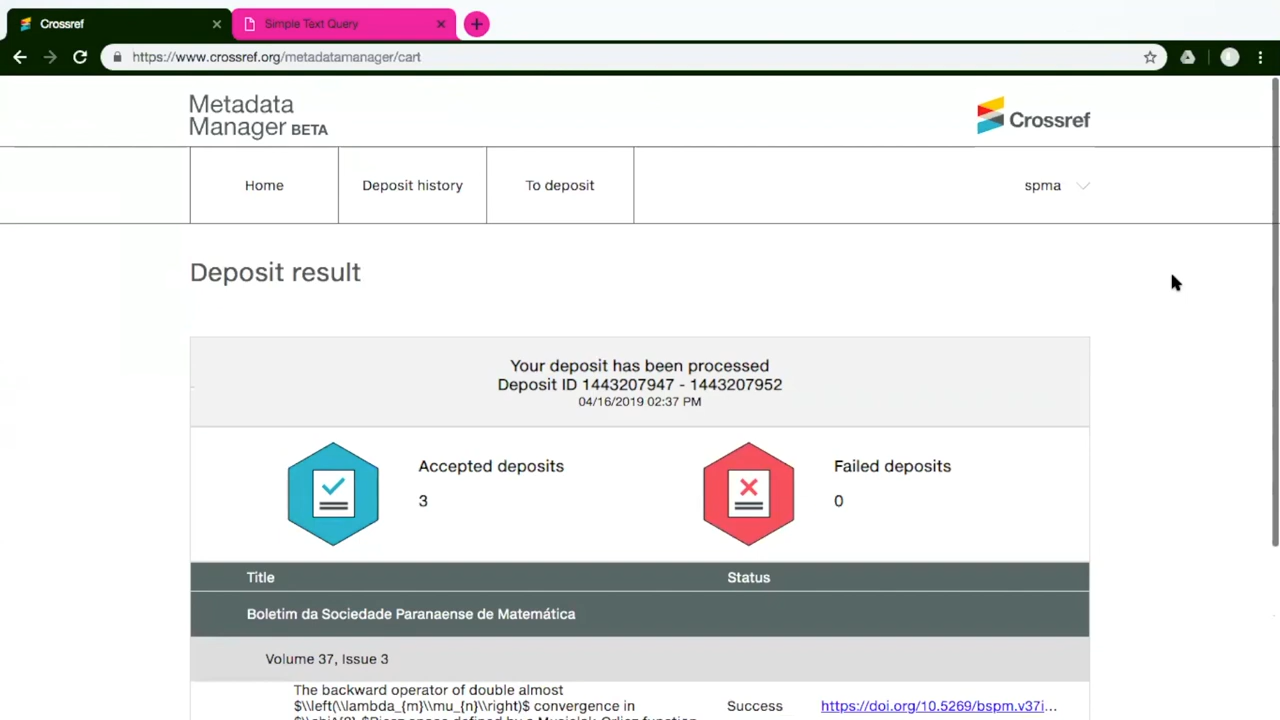 Crossref
Simple Text Query
https://www.crossref.org/metadatamanager/cart
Metadata
Manager BETA
Crossref
Home
Deposit history
To deposit
spma
Deposit result
Your deposit has been processed
Deposit ID 1443207947 - 1443207952
04/16/2019 02:37 PM
Accepted deposits
3
Failed deposits
0
Title
Status
Boletim da Sociedade Paranaense de Matemática
Volume 37, Issue 3
The backward operator of double almost
$\\left(\\lambda_{m}\\mu_{n}\\right)$ convergence in
Success
https://doi.org/10.5269/bspm.v37i...